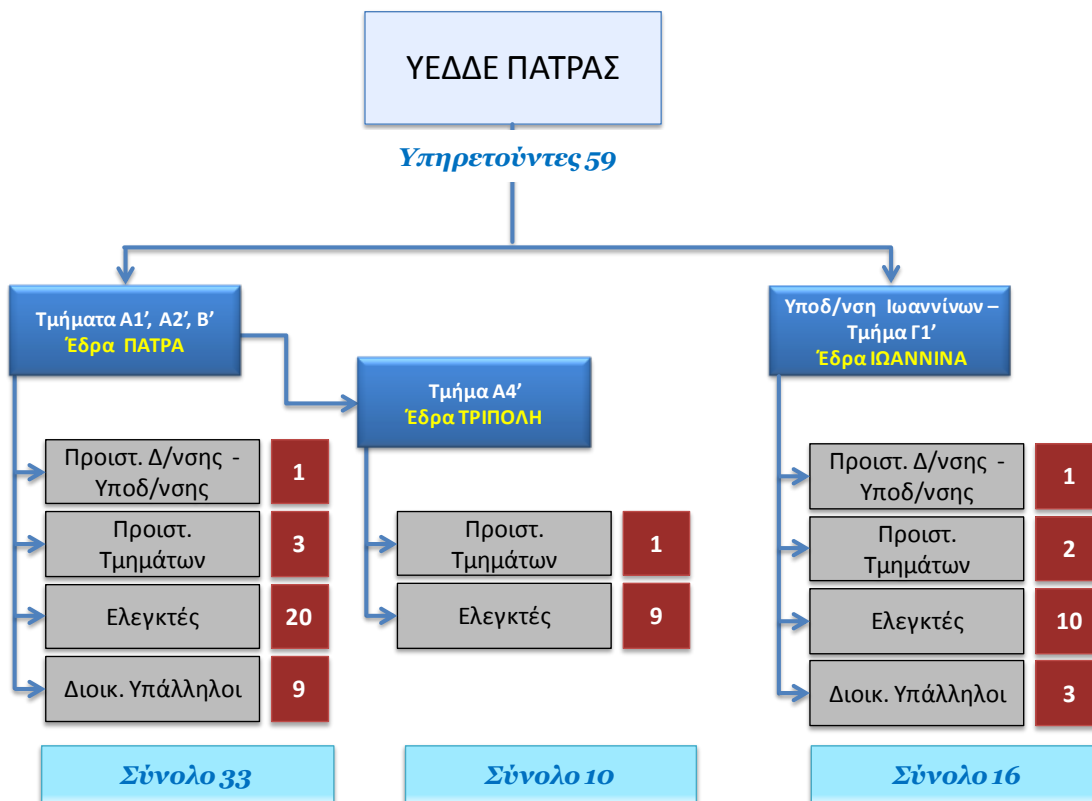 ΥΕΔΔΕ ΠΑΤΡΑΣ
Υπηρετούντες 59
Τμήματα Α1', Α2', Β'
Έδρα ΠΑΤΡΑ
Προιστ. Δ/νσης -
Υποδ/νσης
1
Προιστ.
Τμημάτων
3
Ελεγκτές
20
Διοικ. Υπάλληλοι
9
Σύνολο 33
Τμήμα Α4'
Έδρα ΤΡΙΠΟΛΗ
Προιστ.
Τμημάτων
1
Ελεγκτές
9
Σύνολο 10
Υποδ/νση Ιωαννίνων –
Τμήμα Γ1'
Έδρα ΙΩΑΝΝΙΝΑ
Προιστ. Δ/νσης -
Υποδ/νσης
1
Προιστ.
Τμημάτων
2
Ελεγκτές
10
Διοικ. Υπάλληλοι
3
Σύνολο 16